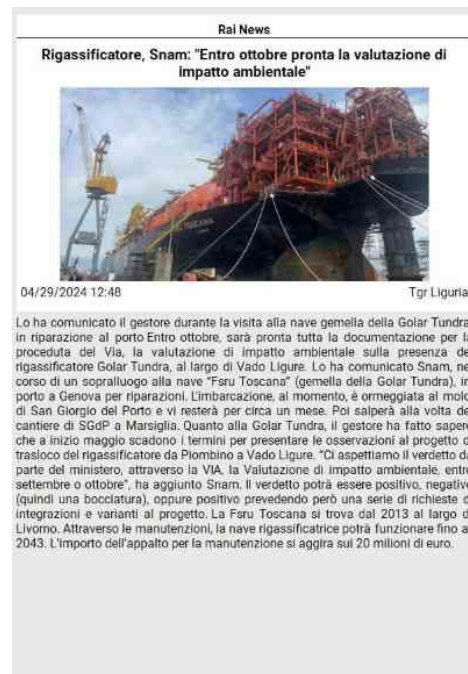 Rai News
Rigassificatore, Snam: "Entro ottobre pronta la valutazione di
impatto ambientale"
TOSCANA
04/29/2024 12:48
Tgr Liguria
Lo ha comunicato il gestore durante la visita alla nave gemella della Golar Tundra
in riparazione al porto Entro ottobre, sarà pronta tutta la documentazione per l
proceduta del Via, la valutazione di impatto ambientale sulla presenza de
rigassificatore Golar Tundra, al largo di Vado Ligure. Lo ha comunicato Snam, ne
corso di un sopralluogo alla nave "Fsru Toscana" (gemella della Golar Tundra), in
porto a Genova per riparazioni. L'imbarcazione, al momento, è ormeggiata al molo
di San Giorgio del Porto e vi resterà per circa un mese. Poi salperà alla volta de
cantiere di SGdP a Marsiglia. Quanto alla Golar Tundra, il gestore ha fatto sapere
che a inizio maggio scadono i termini per presentare le osservazioni al progetto d
trasloco del rigassificatore da Piombino a Vado Ligure. "Ci aspettiamo il verdetto da
parte del ministero, attraverso la VIA, la Valutazione di impatto ambientale, entro
settembre o ottobre", ha aggiunto Snam. Il verdetto potrà essere positivo, negativo
(quindi una bocciatura), oppure positivo prevedendo però una serie di richieste d
integrazioni e varianti al progetto. La Fsru Toscana si trova dal 2013 al largo d
Livorno. Attraverso le manutenzioni, la nave rigassificatrice potrà funzionare fino a
2043. L'importo dell'appalto per la manutenzione si aggira sui 20 milioni di euro.